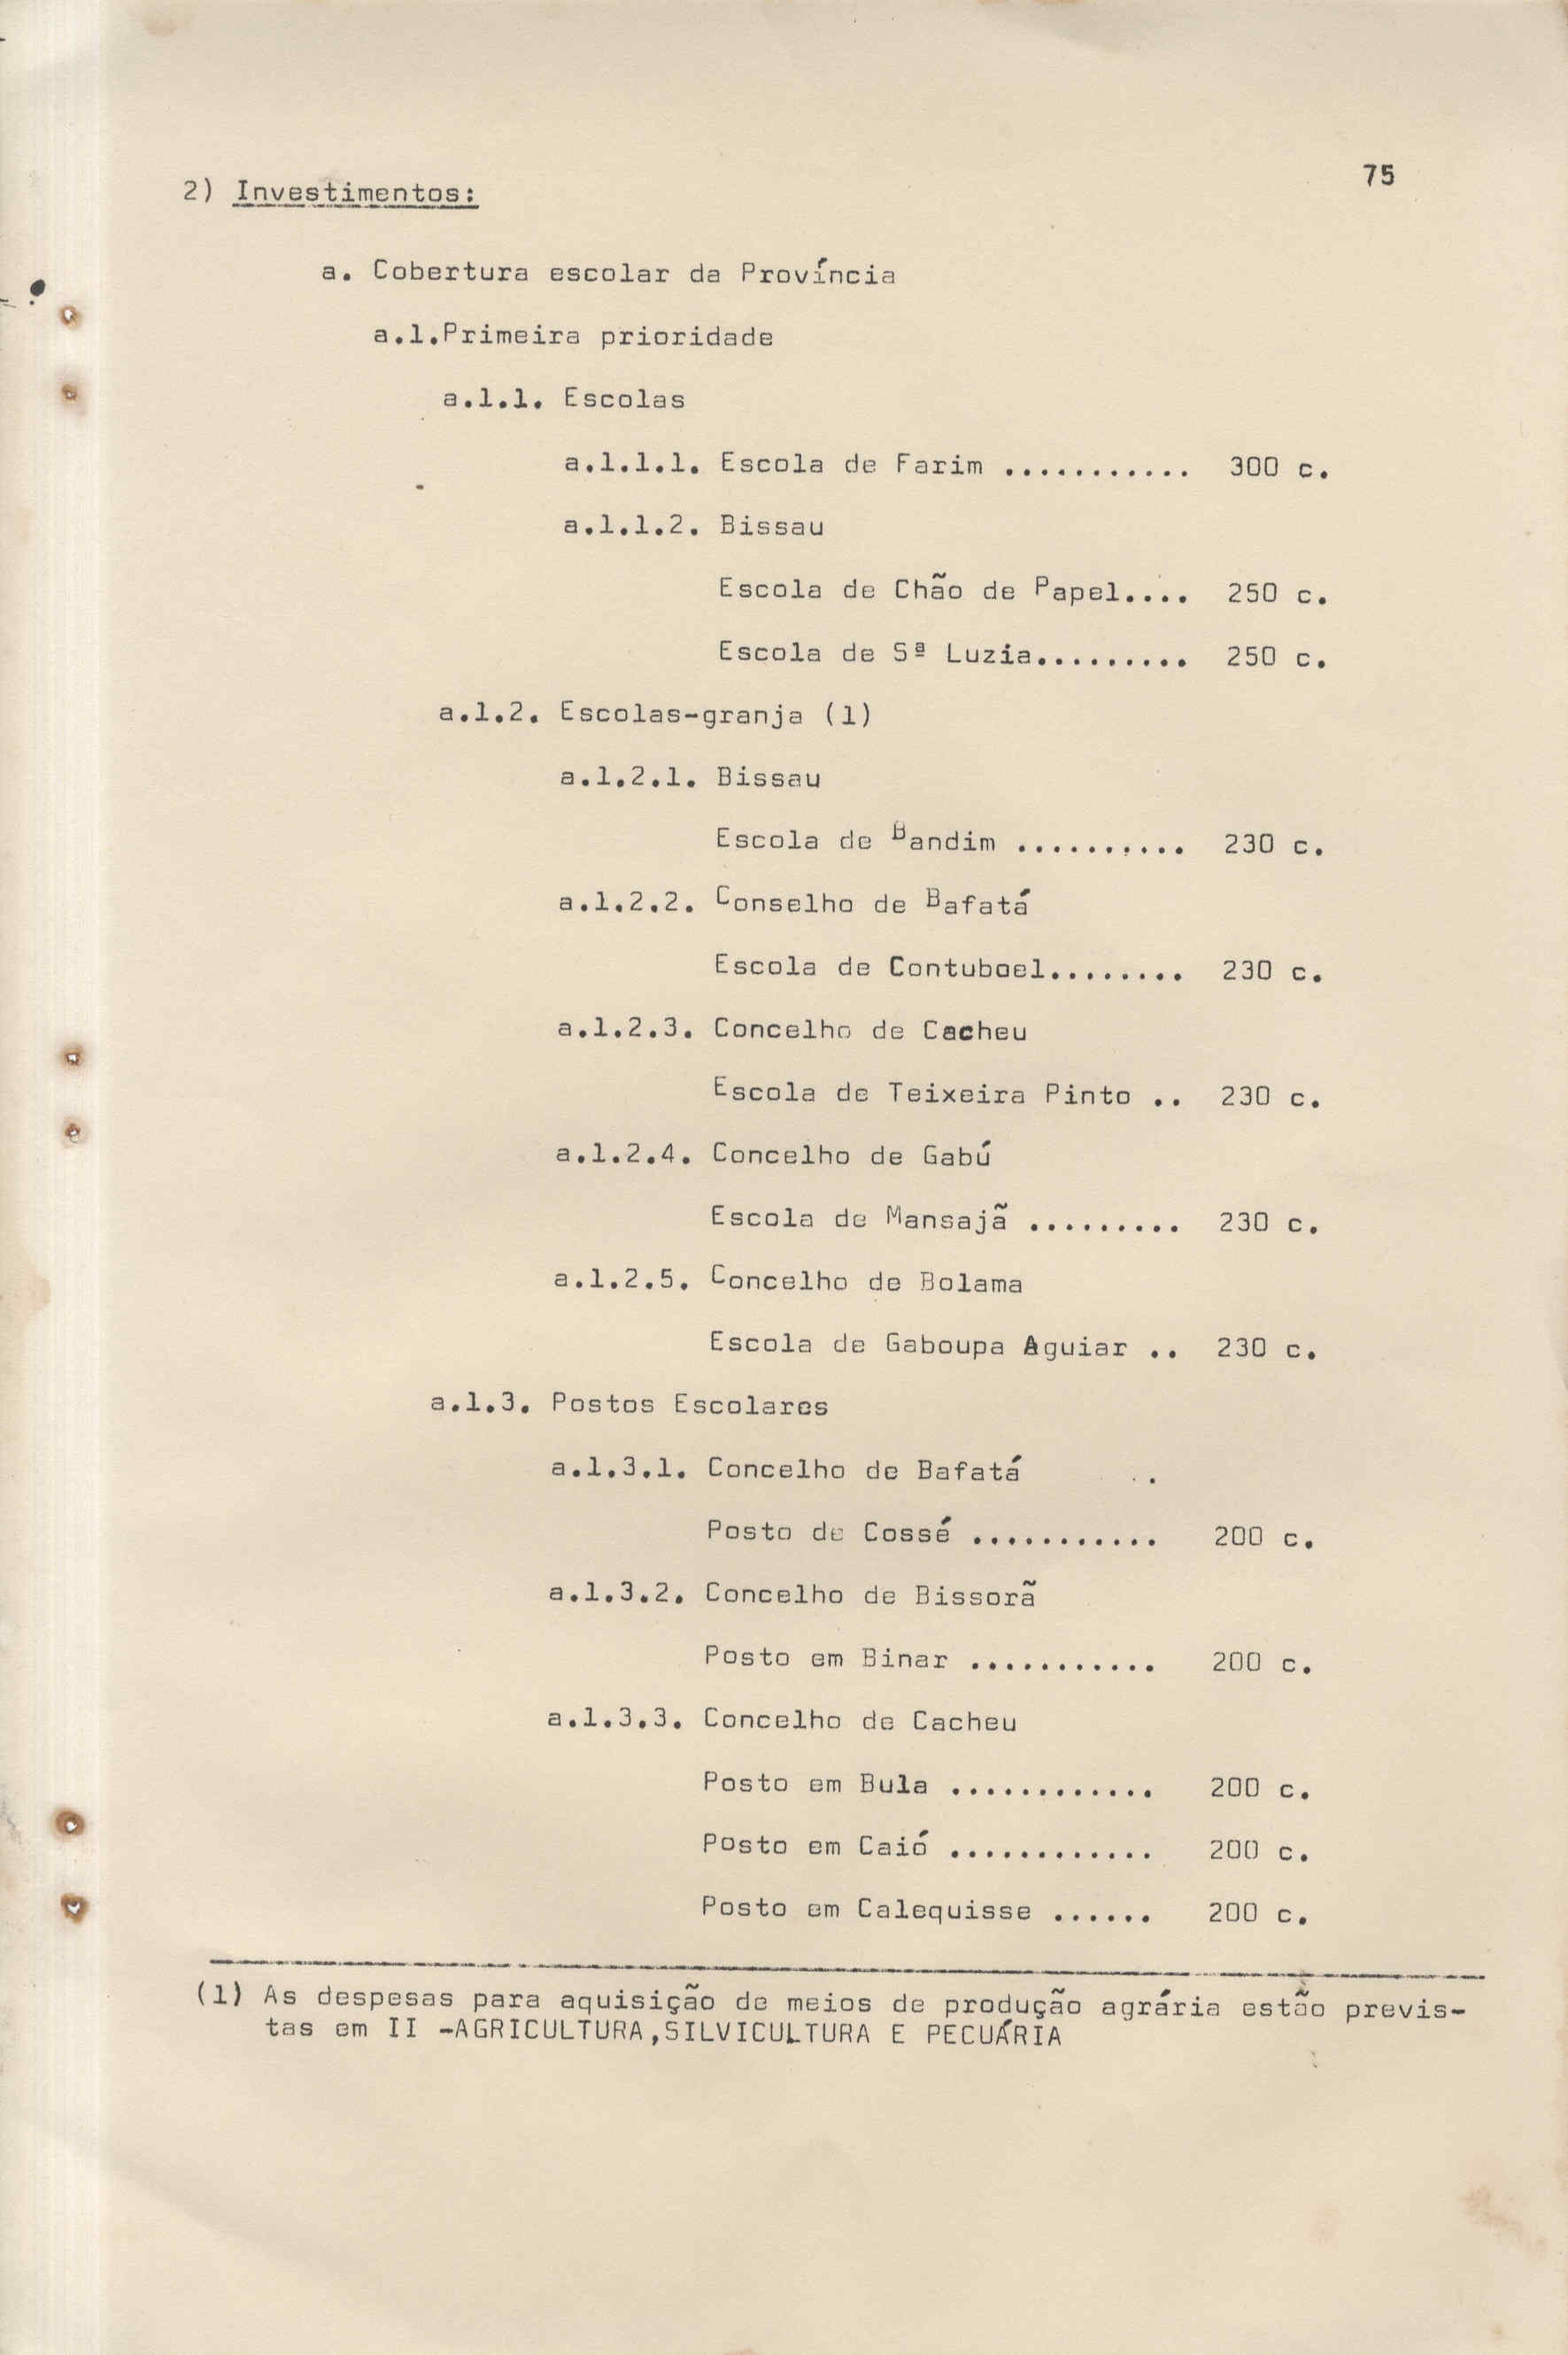 75
2) Investimentos:
a. Cobertura escolar da Província
a.1.Primeira prioridade
a.1.1. Escolas
a.1.1.1. Escola de Farim ........... 300 c.
a.1.1.2. Bissau
Escola de Chão de Papel.... 250 c.
Escola de Sª Luzia......... 250 c.
a.1.2. Escolas-granja (1)
a.1.2.1. Bissau
Escola de Bandim .......... 230 c.
a.1.2.2. Conselho de Bafatá
Escola de Contuboel........ 230 c.
a.1.2.3. Concelho de Cacheu
Escola de Teixeira Pinto .. 230 c.
a.1.2.4. Concelho de Gabú
Escola de Mansajã ......... 230 c.
a.1.2.5. Concelho de Bolama
Escola de Gaboupa Aguiar .. 230 c.
a.1.3. Postos Escolares
a.1.3.1. Concelho de Bafatá
Posto de Cossé ........... 200 c.
a.1.3.2. Concelho de Bissorã
Posto em Binar ........... 200 c.
a.1.3.3. Concelho de Cacheu
Posto em Bula ............ 200 c.
Posto em Caió ............ 200 c.
Posto em Calequisse ...... 200 c.
(1) As despesas para aquisição de meios de produção agrária estão previs-
tas em II -AGRICULTURA,SILVICULTURA E PECUÁRIA